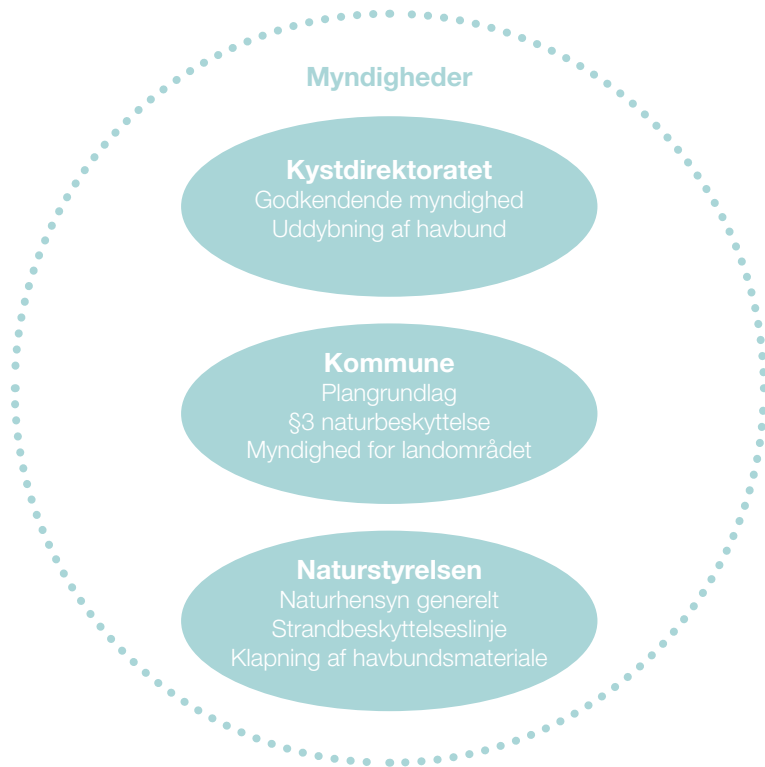 Myndigheder
Kystdirektoratet
Godkendende myndighed
Uddybning af havbund
Kommune
Plangrundlag
§3 naturbeskyttelse
Myndighed for landområdet
Naturstyrelsen
Naturhensyn generelt
Strandbeskyttelseslinje
Klapning af havbundsmateriale